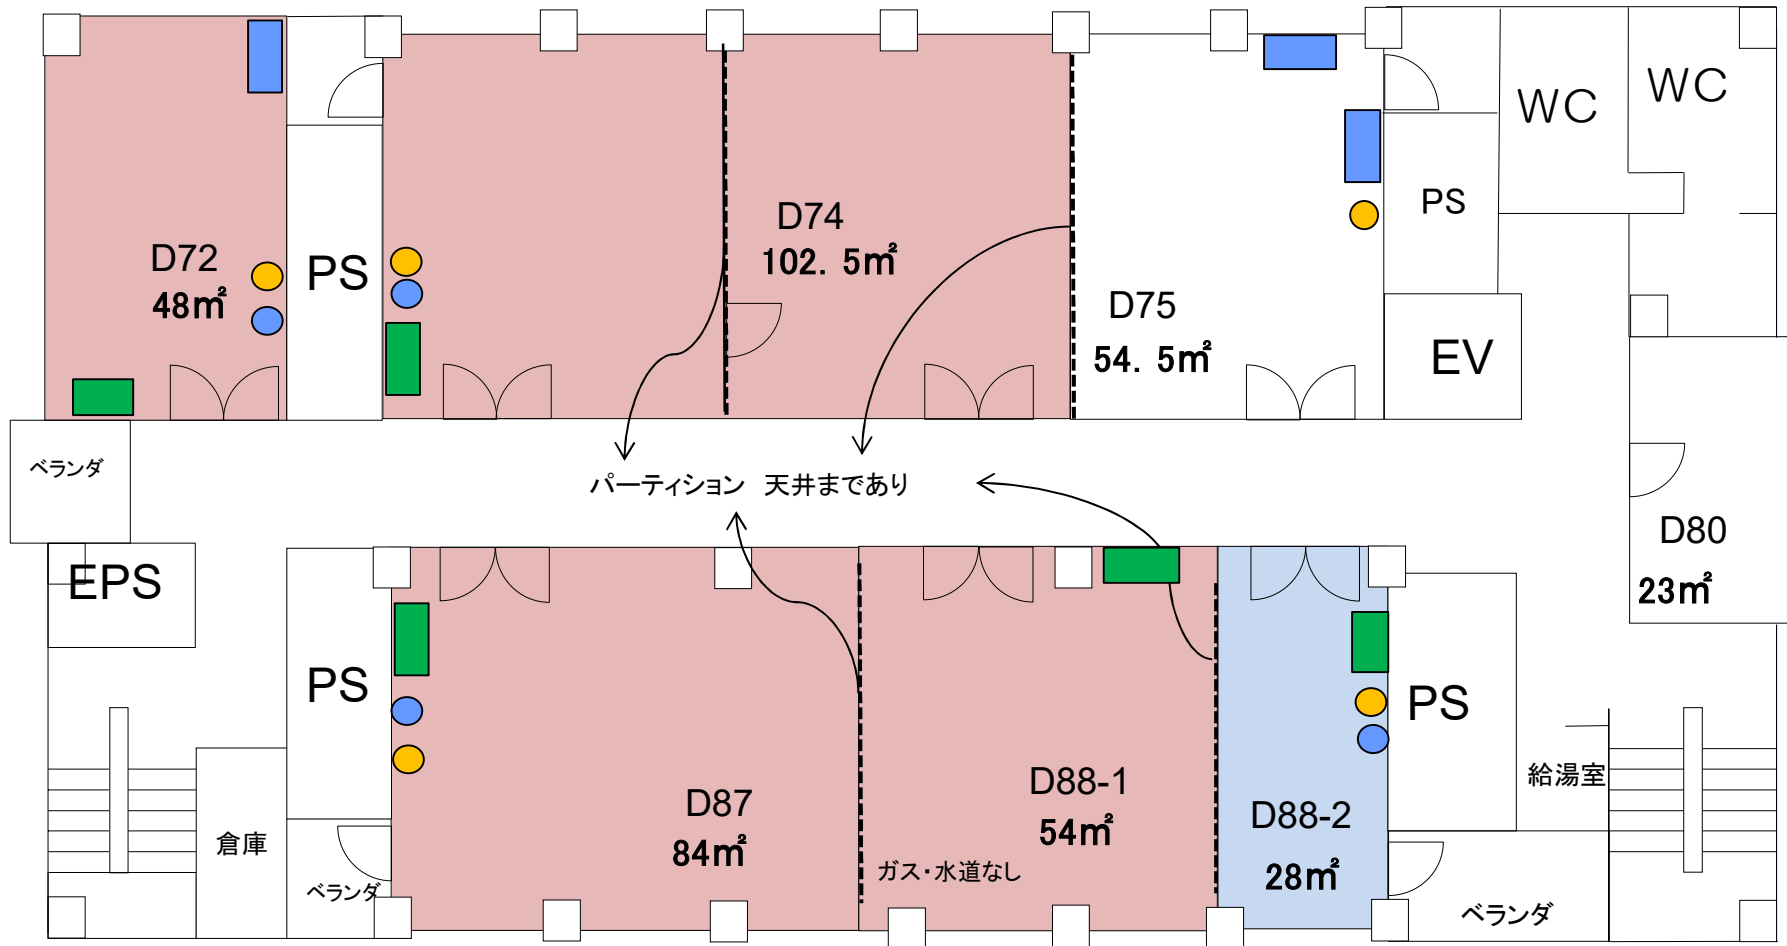 WC
WC
D74
102. 5㎡
PS
D72
48㎡
PS
D75
54. 5㎡
EV
ベランダ
パーティション　天井まであり
D80
23㎡
EPS
PS
PS
D88-1
54㎡
給湯室
D87
84㎡
D88-2
28㎡
倉庫
ガス・水道なし
ベランダ
ベランダ